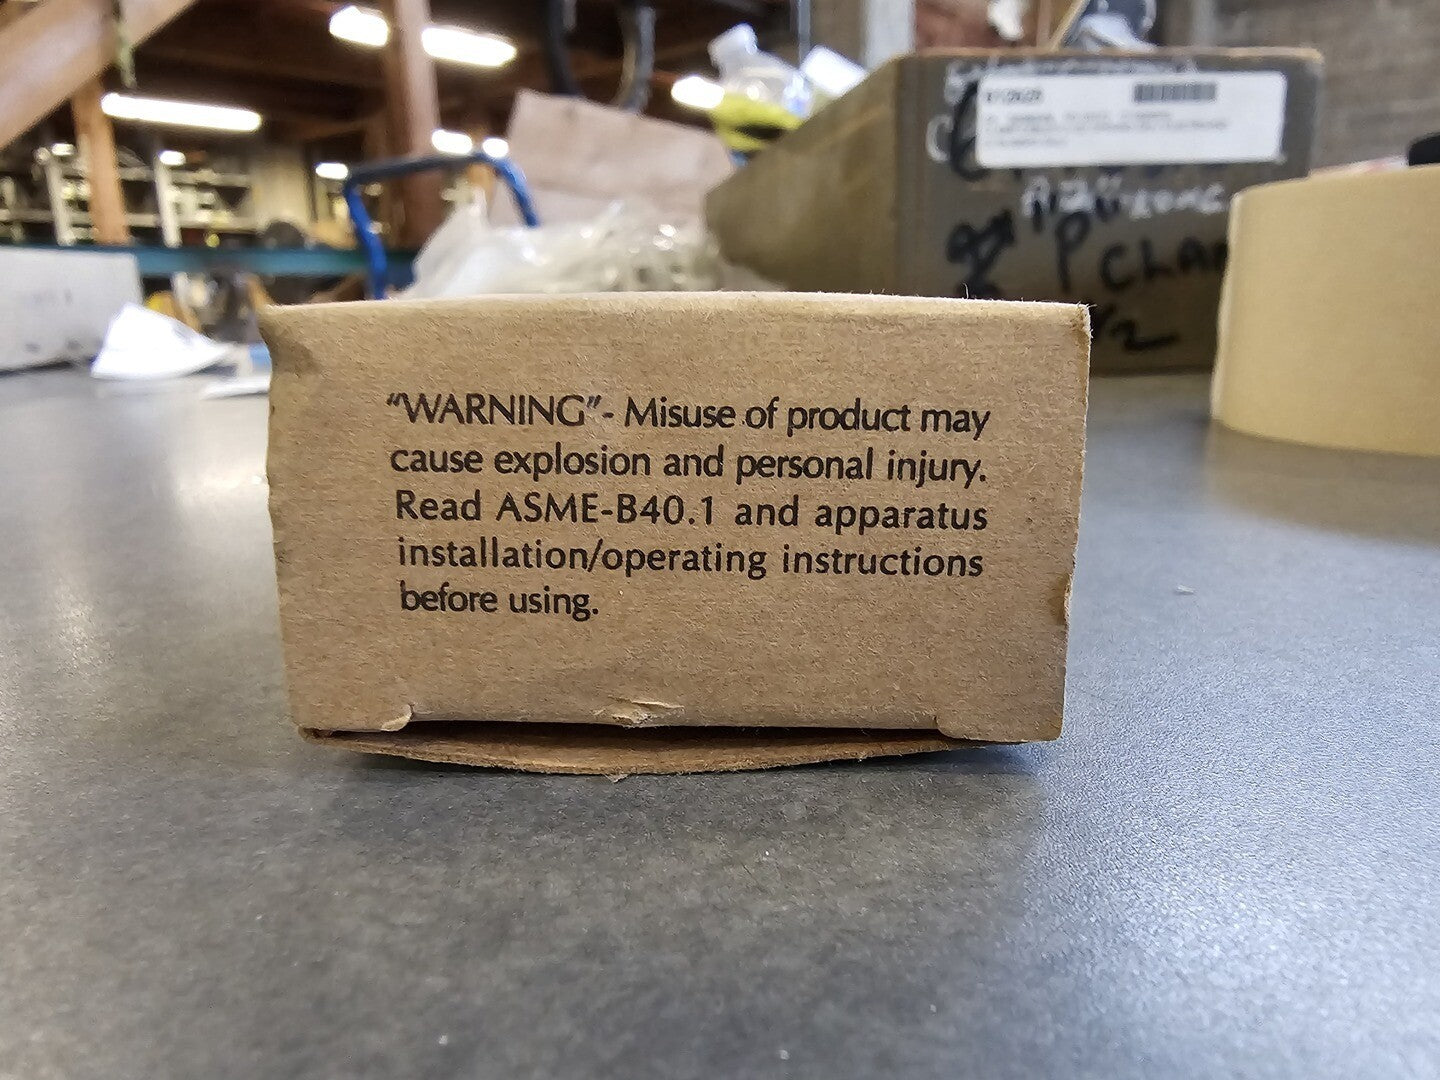 "WARNING"- Misuse of product may
cause explosion and personal injury.
Read ASME-B40.1 and apparatus
installation/operating instructions
before using.
"P"